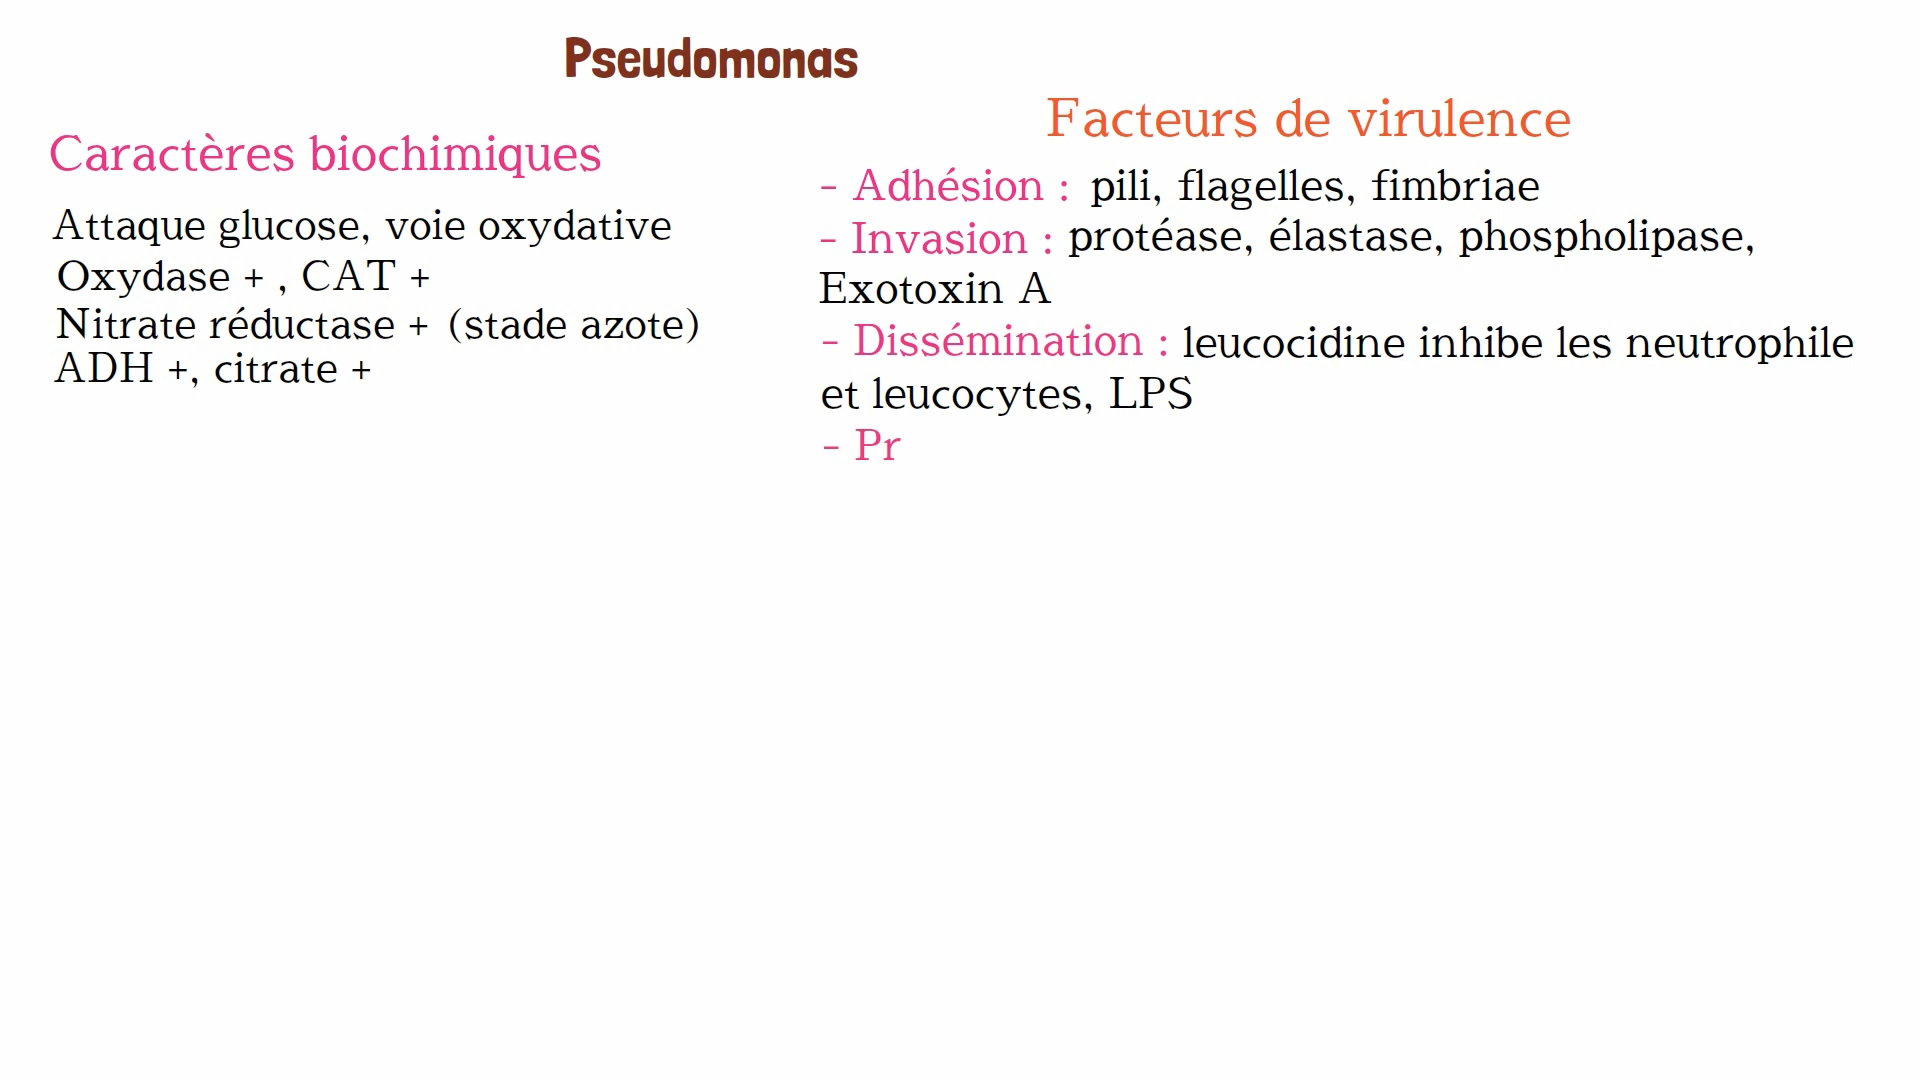 Pseudomonas
Caractères biochimiques
Attaque glucose, voie oxydative
Oxydase + , CAT +
Nitrate réductase + (stade azote)
ADH +, citrate +
Facteurs de virulence
- Adhésion : pili, flagelles, fimbriae
- Invasion : protéase, élastase, phospholipase,
Exotoxin A
- Dissémination : leucocidine inhibe les neutrophile
et leucocytes, LPS
- Pr